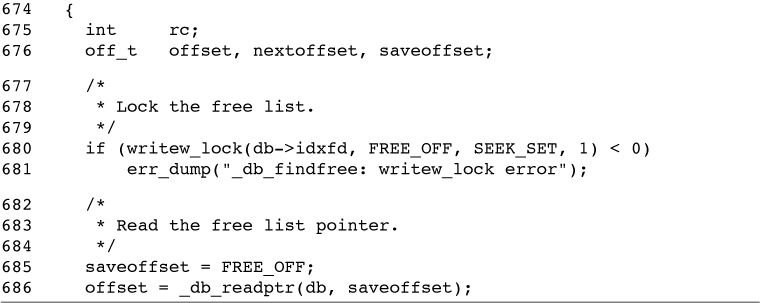 674 {
675 int rc;
676 off_t offset, nextoffset, saveoffset;
677 /*
678 * Lock the free list.
679 */
680 if (writew_lock(db->idxfd, FREE_OFF, SEEK_SET, 1) < 0)
681 err_dump("_db_findfree: writew_lock error");
682 /*
683 * Read the free list pointer.
684 */
685 saveoffset = FREE_OFF;
686 offset = _db_readptr(db, saveoffset);